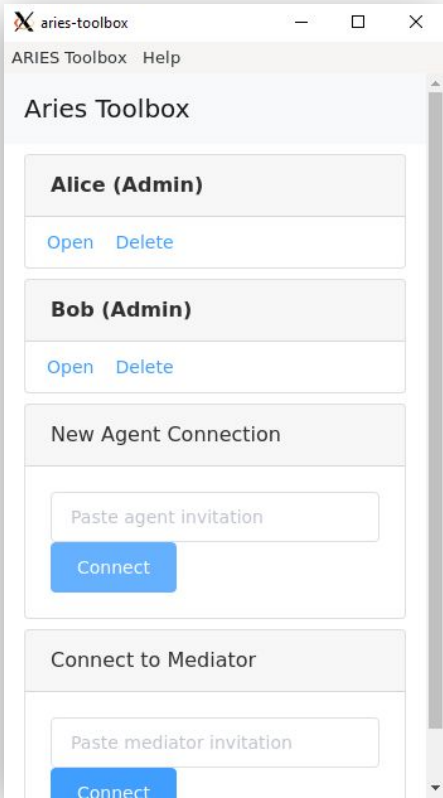 aries-toolbox
ARIES Toolbox Help
Aries Toolbox
Alice (Admin)
Open Delete
Bob (Admin)
Open Delete
New Agent Connection
Paste agent invitation
Connect
Connect to Mediator
Paste mediator invitation
Connect